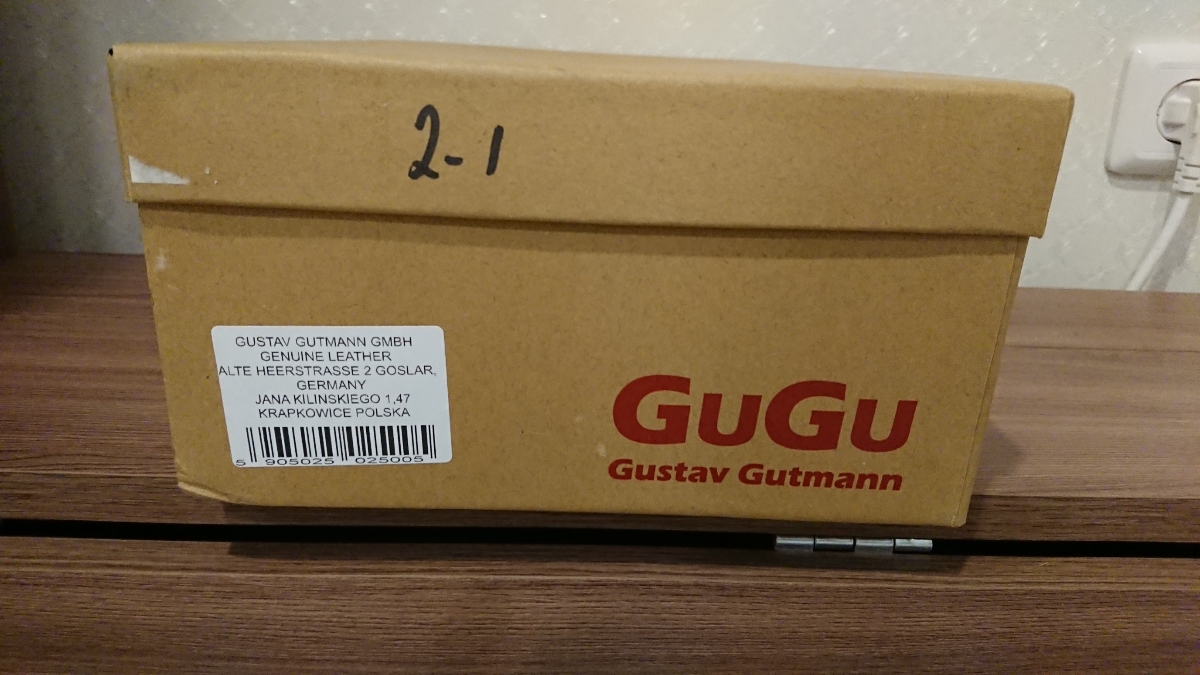 2-1
GUSTAV GUTMANN GMBH
GENUINE LEATHER
ALTE HEERSTRASSE 2 GOSLAR,
GERMANY
JANA KILINSKIEGO 1,47
KRAPKOWICE POLSKA
5 905025 025005
GUGU
Gustav Gutmann